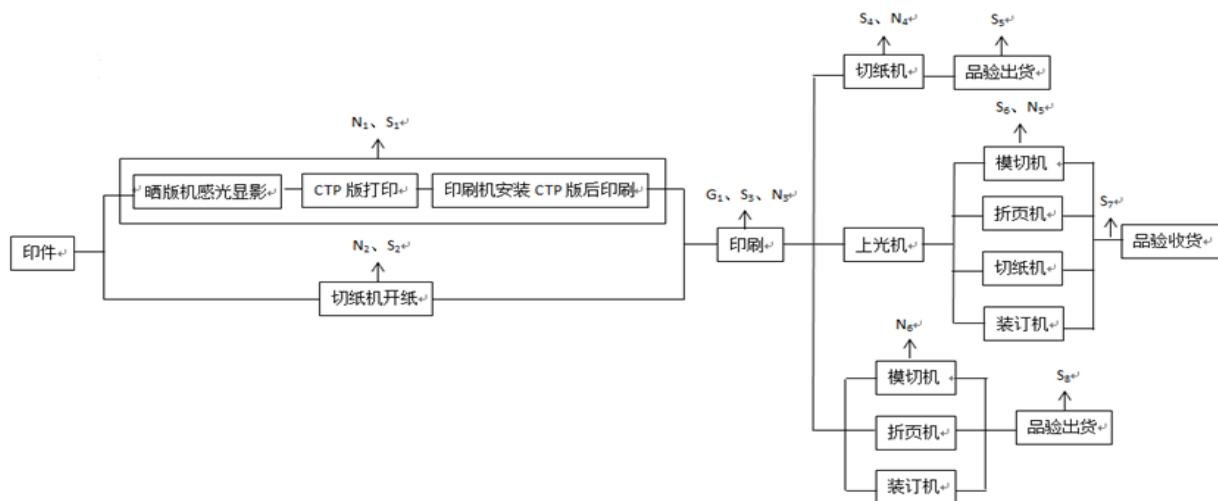 S₄、N₄
S₅
切纸机
品验出货
N₁、S₁
S₆、N₅
晒版机感光显影
CTP 版打印
印刷机安装 CTP 版后印刷
模切机
G₁、S₃、N₃
折页机
S₇
印件
N₂、S₂
印刷
上光机
品验收货
切纸机开纸
切纸机
装订机
N₆
模切机
S₈
折页机
品验出货
装订机